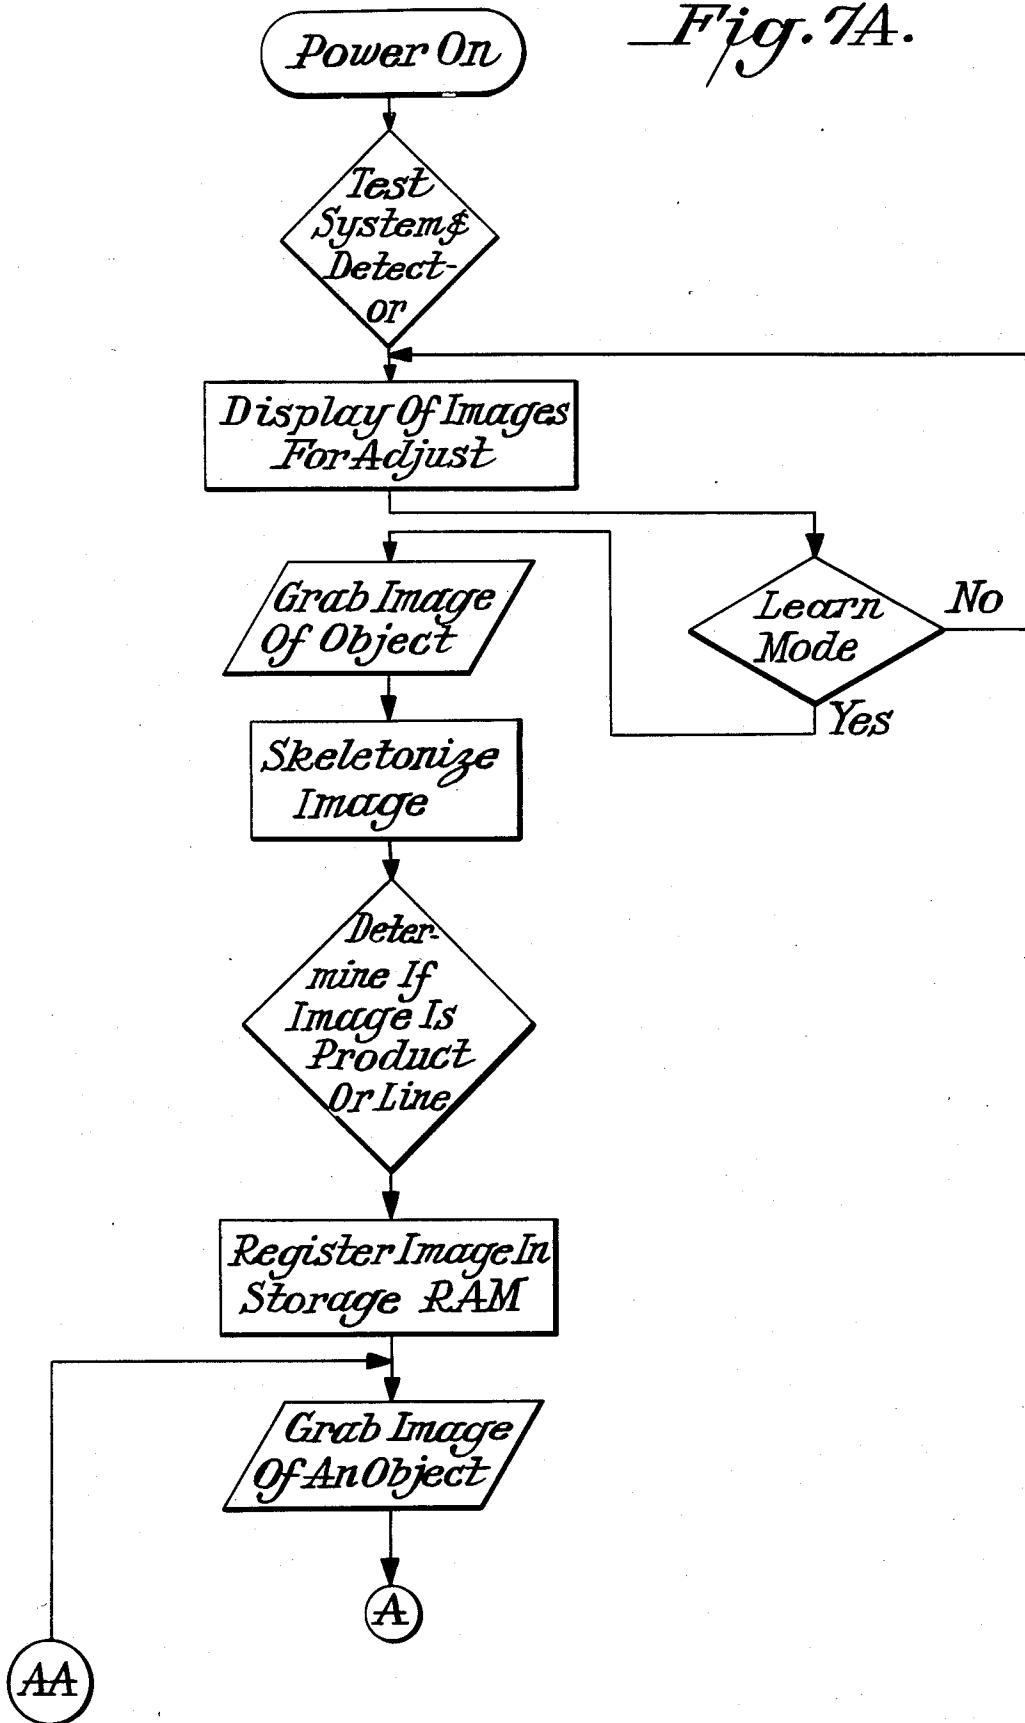 Fig. 7A.
Power On
Test
System &
Detect-
or
Display Of Images
For Adjust
Learn
Mode
No
Yes
Grab Image
Of Object
Skeletonize
Image
Deter-
mine If
Image Is
Product
Or Line
Register Image In
Storage RAM
Grab Image
Of An Object
A
AA